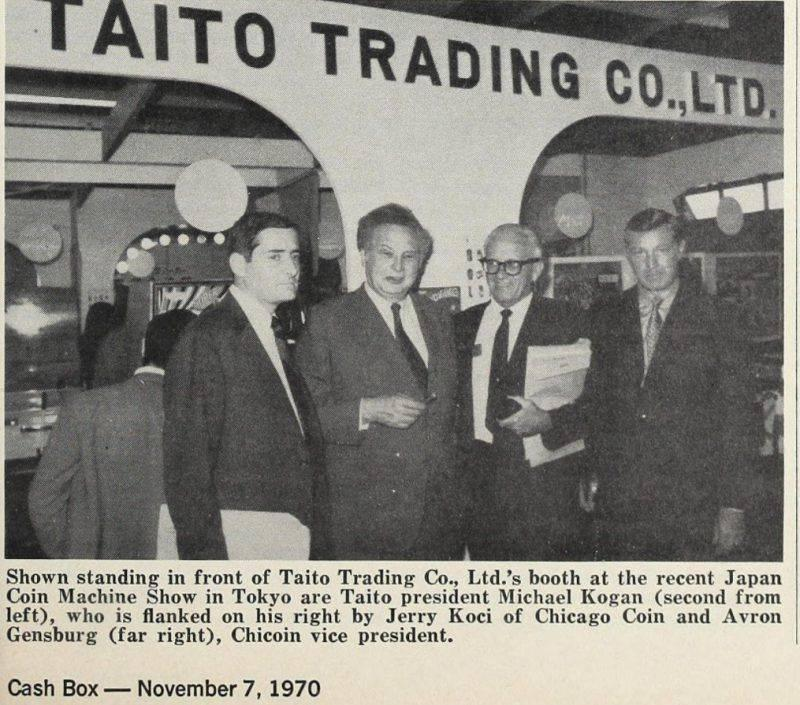 TAITO TRADING CO., LTD.
Shown standing in front of Taito Trading Co., Ltd.'s booth at the recent Japan
Coin Machine Show in Tokyo are Taito president Michael Kogan (second from
left), who is flanked on his right by Jerry Koci of Chicago Coin and Avron
Gensburg (far right), Chicoin vice president.
Cash Box — November 7, 1970